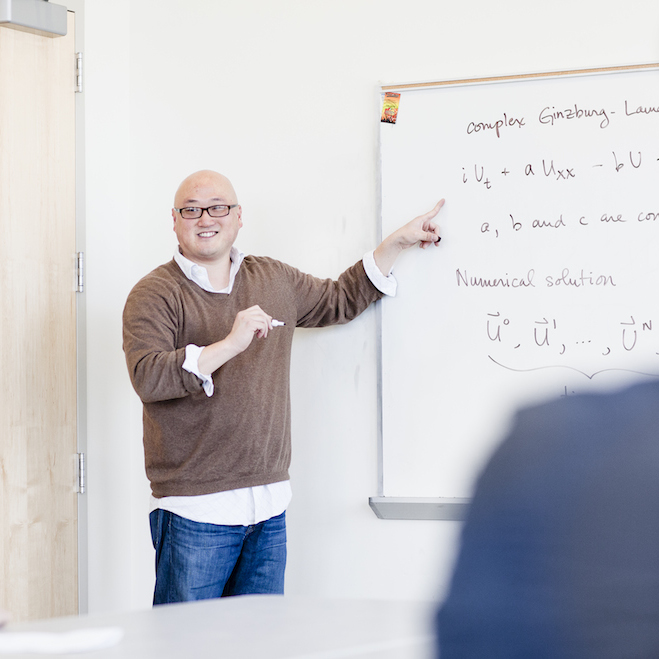 complex Ginzburg-
i U_t + a U_xx - b U
a, b and c are
Numerical solution
U⃗^0, U⃗^1, ..., U⃗^N